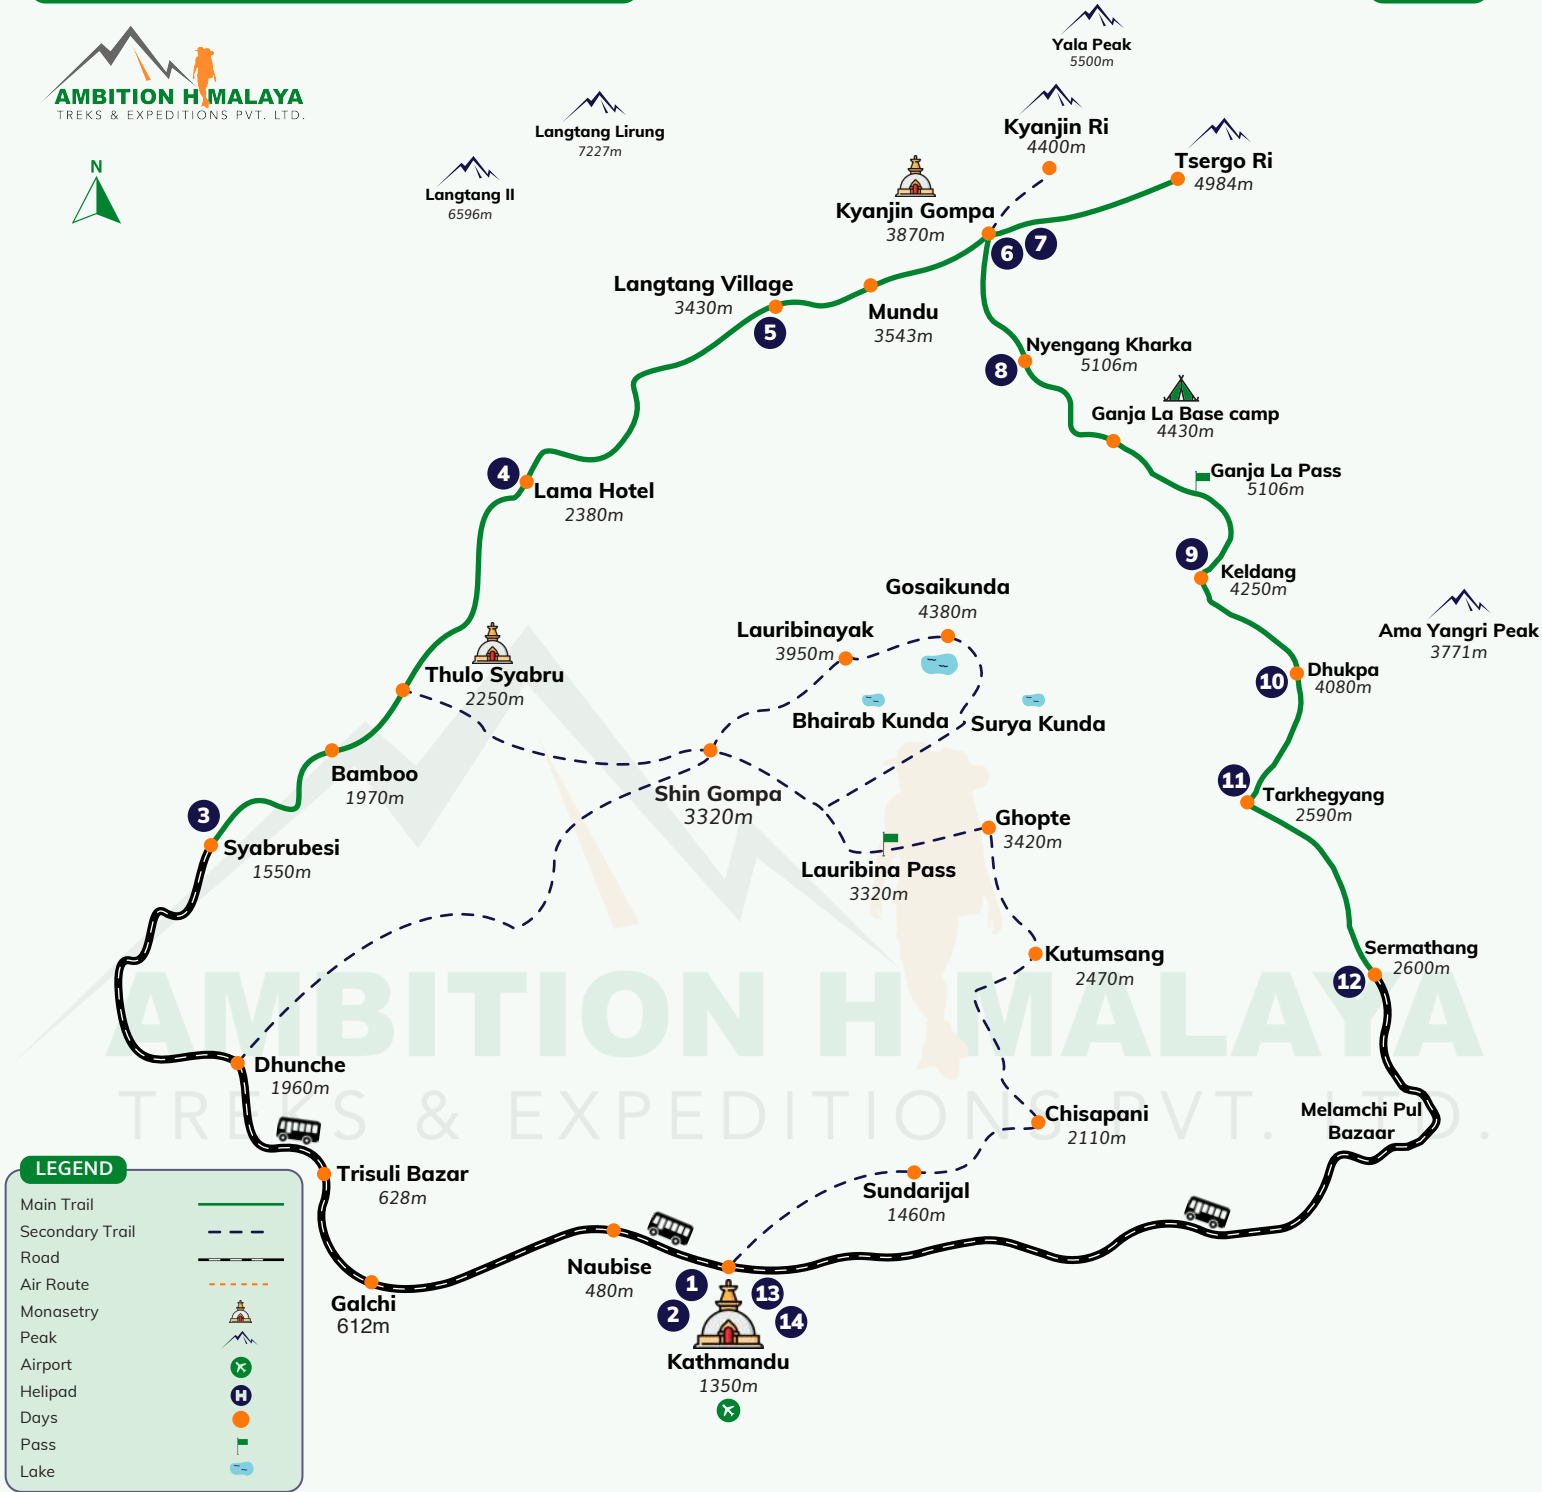 Yala Peak
5500m
AMBITION HIMALAYA
TREKS & EXPEDITIONS PVT. LTD.
Langtang Lirung
7227m
Kyanjin Ri
4400m
Tsergo Ri
4984m
N
Langtang II
6596m
Kyanjin Gompa
3870m
6
7
Langtang Village
3430m
5
Mundu
3543m
Nyengang Kharka
5106m
8
Ganja La Base camp
4430m
4
Lama Hotel
2380m
Ganja La Pass
5106m
9
Keldang
4250m
Gosaikunda
4380m
Lauribinayak
3950m
Ama Yangri Peak
3771m
Thulo Syabru
2250m
10
Dhukpa
4080m
Bhairab Kunda
Surya Kunda
Bamboo
1970m
Shin Gompa
3320m
11
Tarkhegyang
2590m
3
Syabrubesi
1550m
Ghopte
3420m
Lauribina Pass
3320m
Kutumsang
2470m
Sermathang
2600m
12
AMBITION HIMALAYA
TREKS & EXPEDITIONS PVT. LTD.
Dhunche
1960m
Chisapani
2110m
Melamchi Pul
Bazaar
Trisuli Bazar
628m
Sundarijal
1460m
Naubise
480m
Galchi
612m
1
2
13
14
Kathmandu
1350m
LEGEND
Main Trail
Secondary Trail
Road
Air Route
Monasetry
Peak
Airport
Helipad
H
Days
Pass
Lake